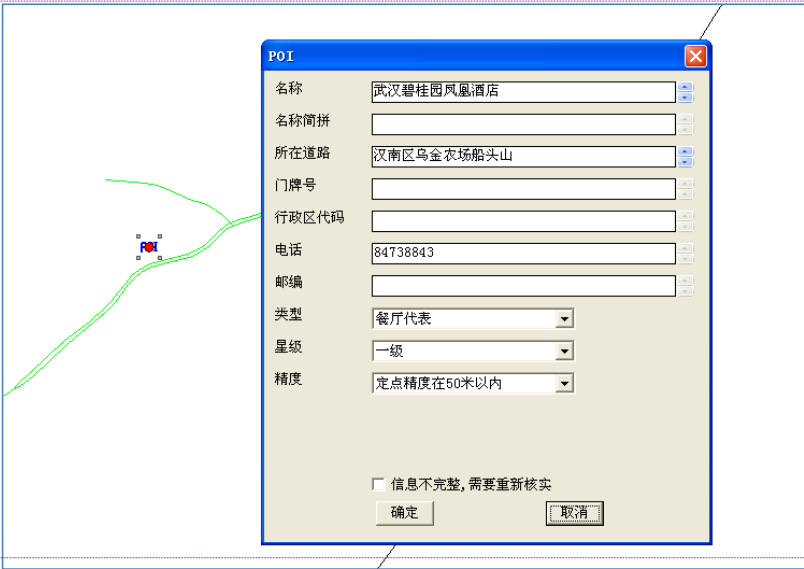 POI
名称 武汉碧桂园凤凰酒店
名称简拼
所在道路 汉南区乌金农场船头山
门牌号
行政区代码
电话 84738843
邮编
类型 餐厅代表
星级 一级
精度 定点精度在50米以内
信息不完整,需要重新核实
确定 取消
POI